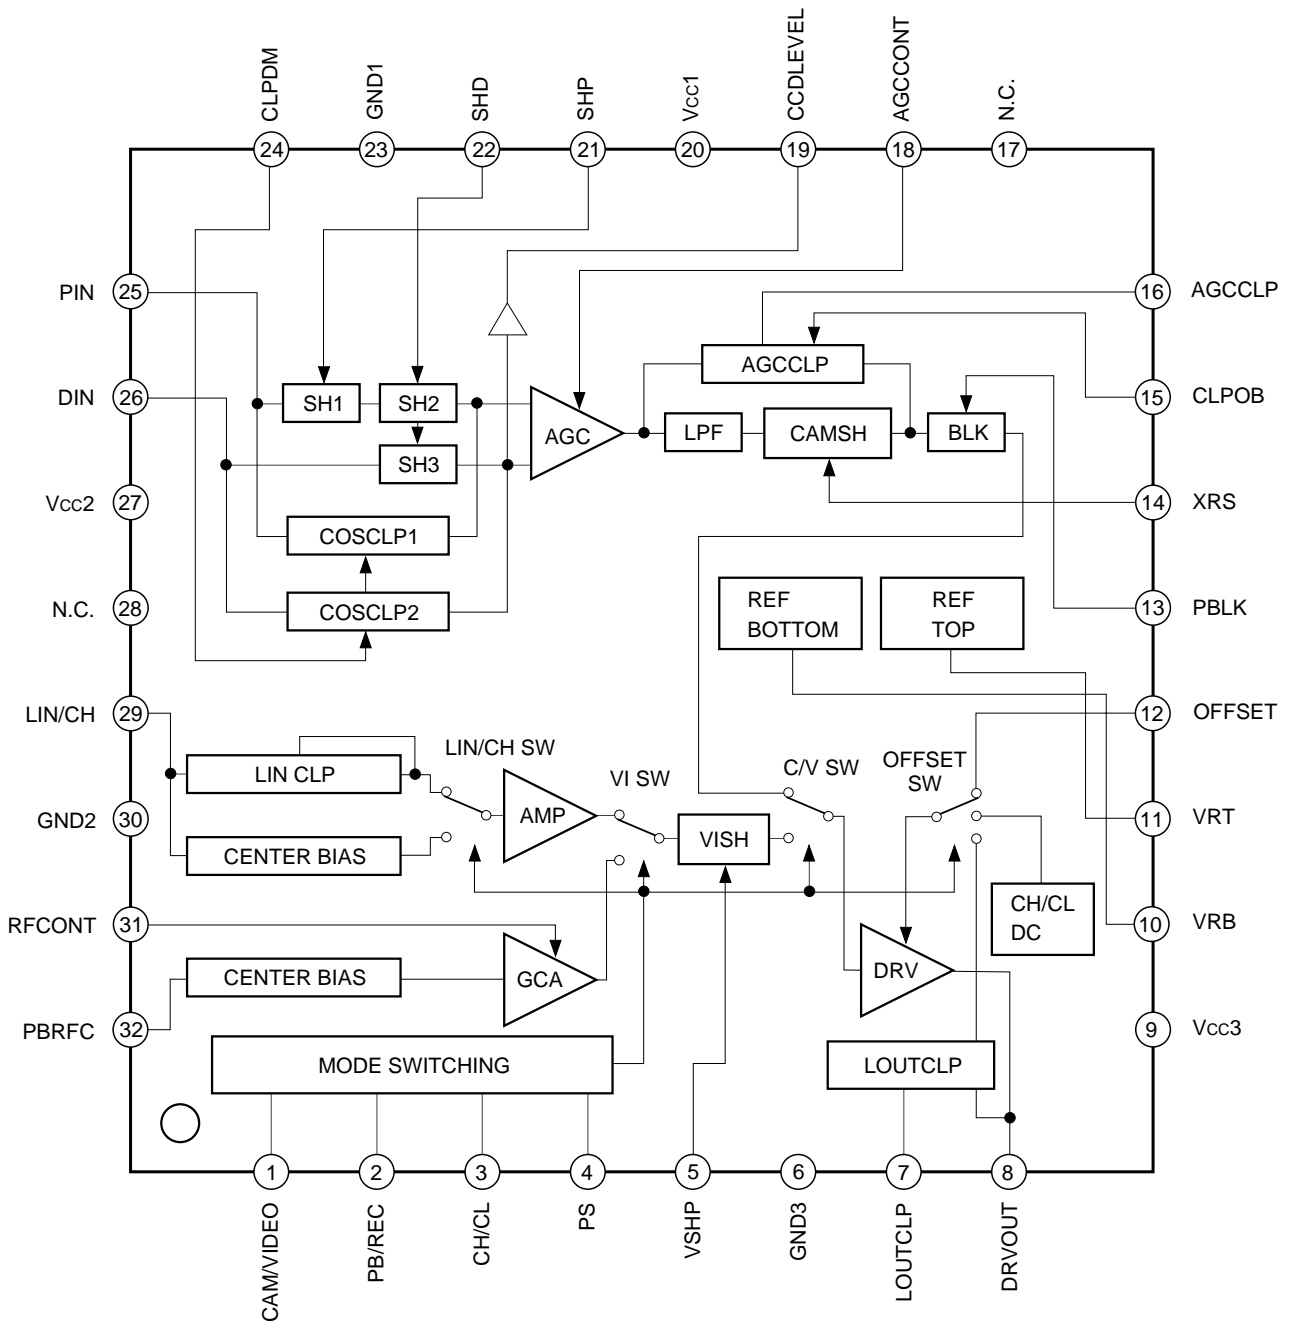 CLPDM
GND1
SHD
SHP
Vcc1
CCDLEVEL
AGCCONT
N.C.
24
23
22
21
20
19
18
17
PIN
25
16
AGCCLP
AGCCLP
DIN
26
15
CLPOB
SH1
SH2
AGC
LPF
CAMSH
BLK
SH3
Vcc2
27
14
XRS
COSCLP1
COSCLP2
N.C.
28
REF
BOTTOM
REF
TOP
13
PBLK
LIN/CH
29
12
OFFSET
LIN CLP
LIN/CH SW
VI SW
C/V SW
OFFSET
SW
GND2
30
AMP
VISH
11
VRT
CENTER BIAS
RFCONT
31
CH/CL
DC
10
VRB
CENTER BIAS
GCA
DRV
PBRFC
32
9
Vcc3
MODE SWITCHING
LOUTCLP
1
2
3
4
5
6
7
8
CAM/VIDEO
PB/REC
CH/CL
PS
VSHP
GND3
LOUTCLP
DRVOUT